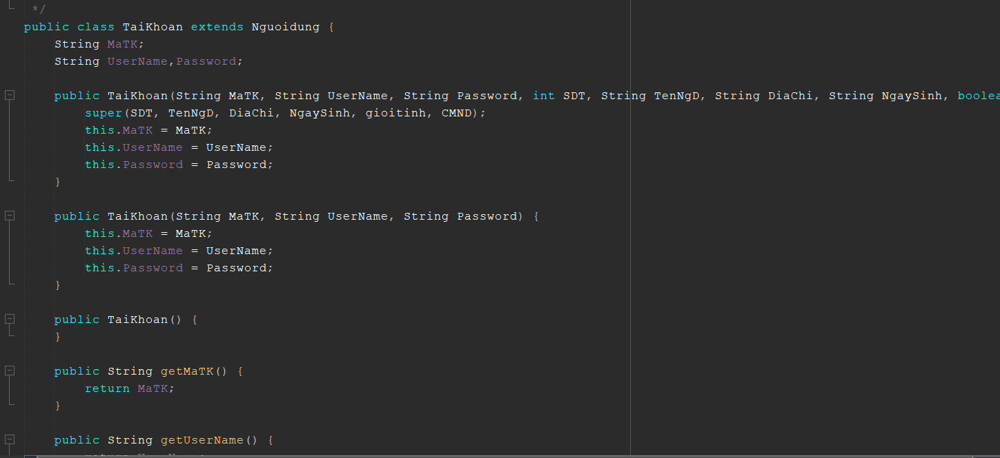 */
public class TaiKhoan extends Nguoidung {
String MaTK;
String UserName,Password;
public TaiKhoan(String MaTK, String UserName, String Password, int SDT, String TenNgD, String DiaChi, String NgaySinh,
super(SDT, TenNgD, DiaChi, NgaySinh, gioitinh, CMND);
this.MaTK = MaTK;
this.UserName = UserName;
this.Password = Password;
}
public TaiKhoan(String MaTK, String UserName, String Password) {
this.MaTK = MaTK;
this.UserName = UserName;
this.Password = Password;
}
public TaiKhoan() {
}
public String getMaTK() {
return MaTK;
}
public String getUserName() {